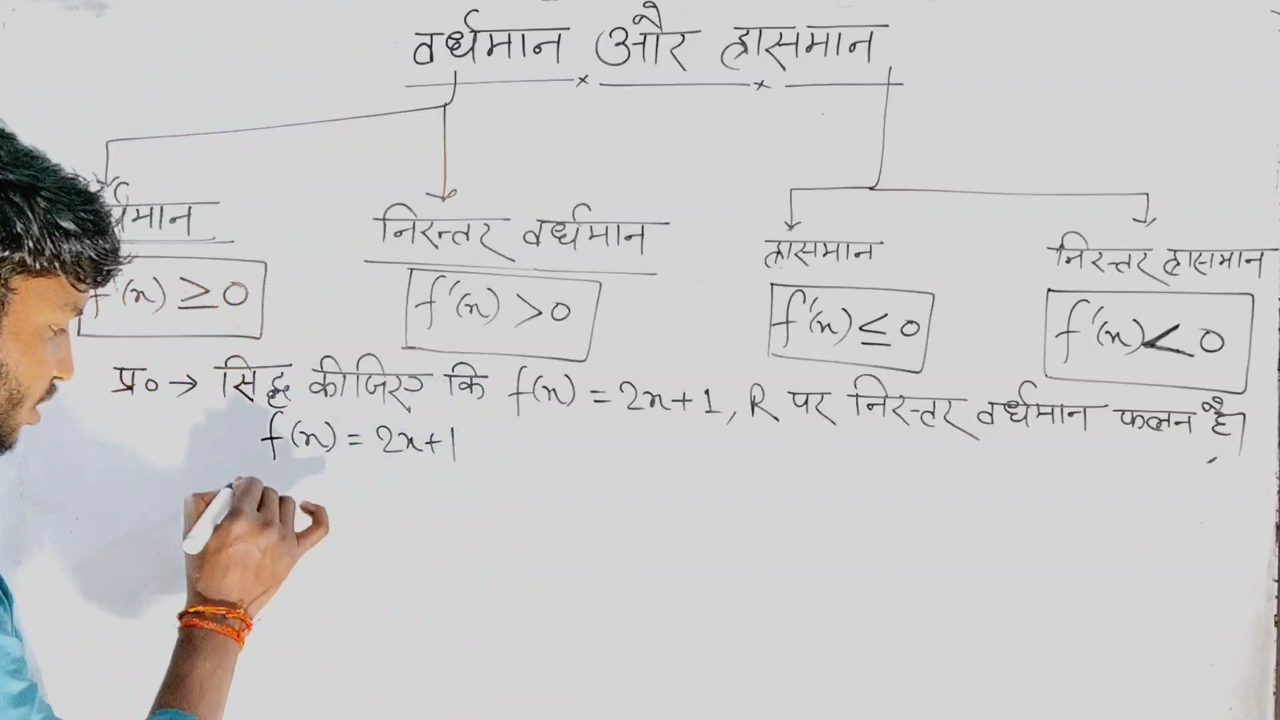 वर्धमान और ह्रासमान
र्धमान निरन्तर वर्धमान ह्रासमान निरन्तर ह्रासमान
f'(x) ≥ 0 f'(x) > 0 f'(x) ≤ 0 f'(x) < 0
प्र० → सिद्ध कीजिए कि f(x) = 2x+1, R पर निरन्तर वर्धमान फलन है।
f(x) = 2x+1